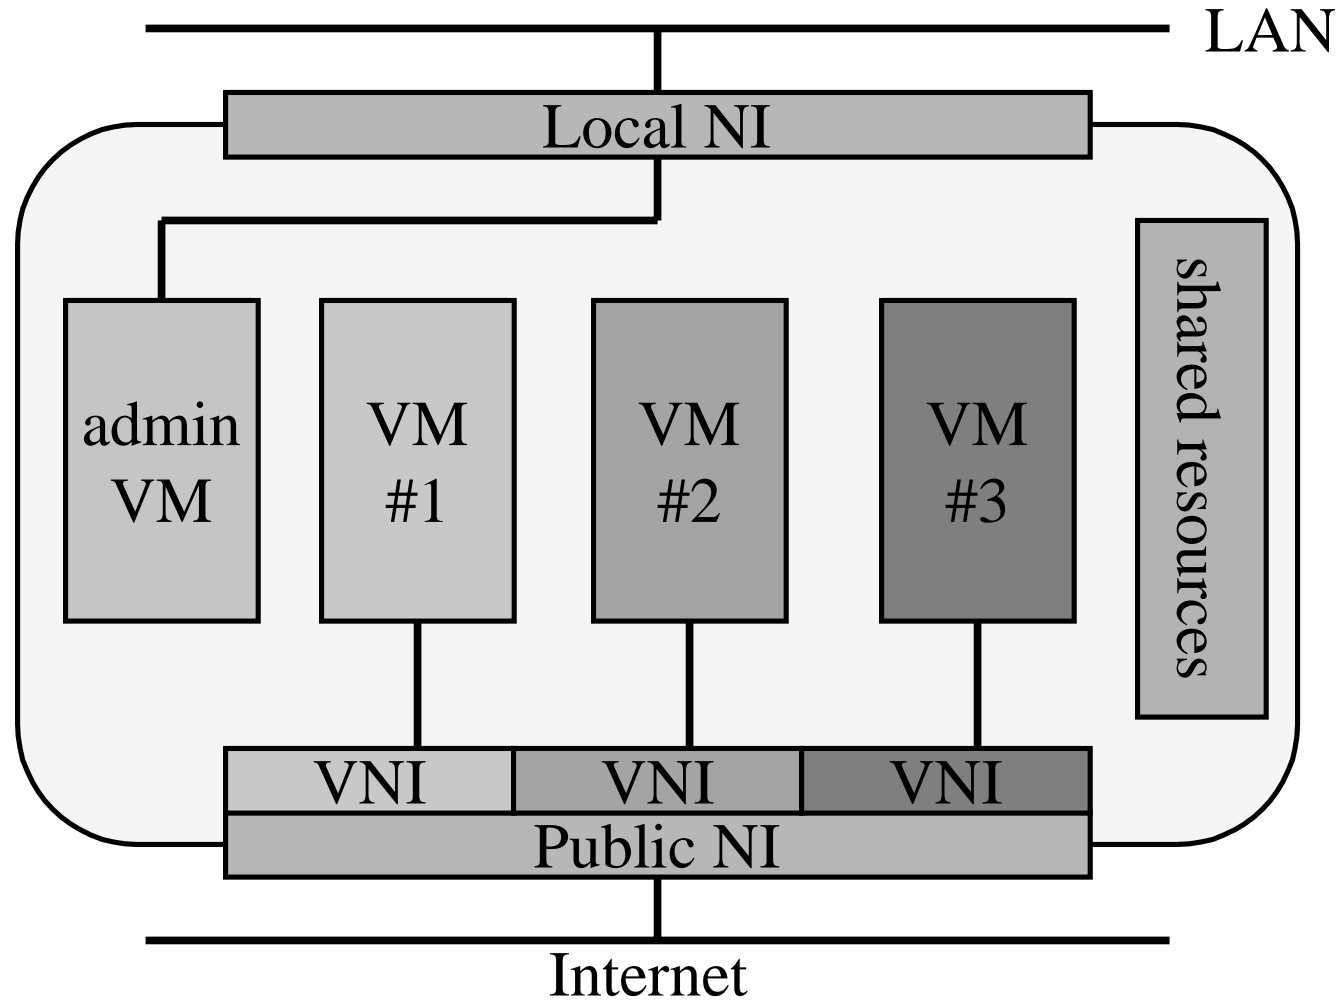 LAN
Local NI
admin
VM
VM
#1
VM
#2
VM
#3
shared resources
VNI
VNI
VNI
Public NI
Internet